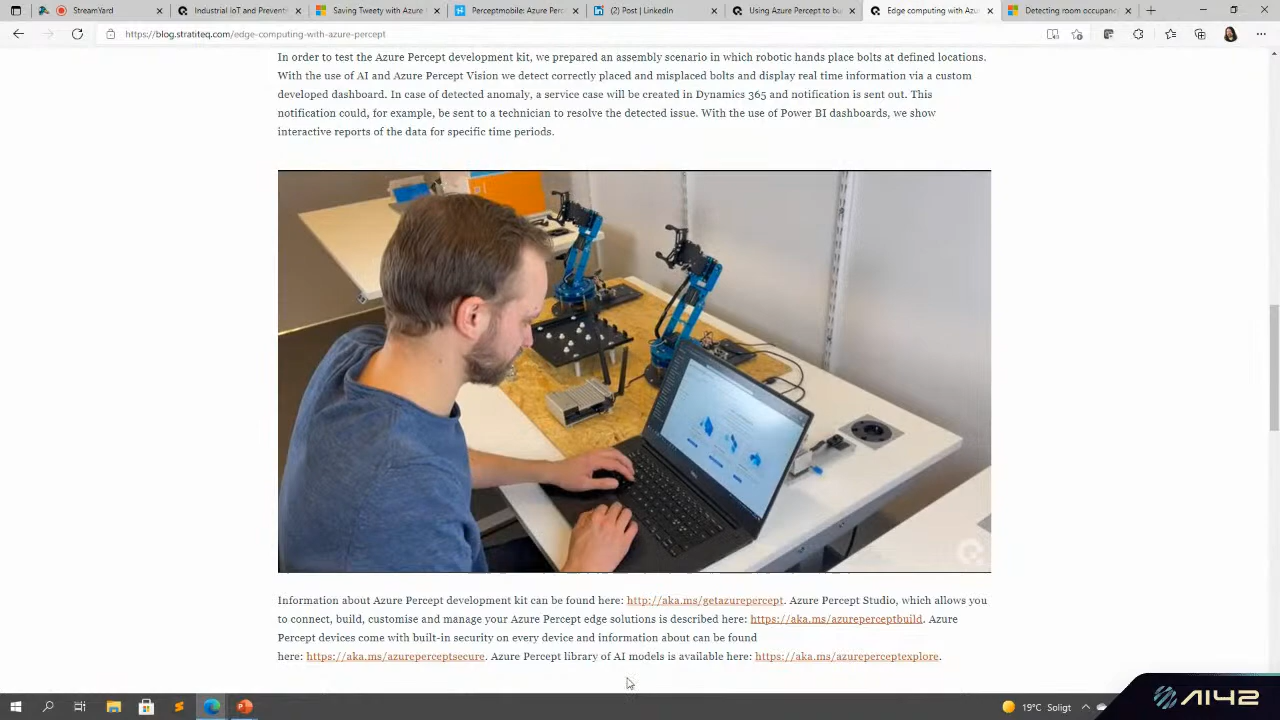 StreamYard
Industrial IoT and Prevent
Saving Tweety with Azure
Perceptmobile: Azure Perc
(2) Post | LinkedIn
Using Azure Percept to bu
Edge computing with Azu
Detecting room occupanc
https://blog.stratiteq.com/edge-computing-with-azure-percept
In order to test the Azure Percept development kit, we prepared an assembly scenario in which robotic hands place bolts at defined locations.
With the use of AI and Azure Percept Vision we detect correctly placed and misplaced bolts and display real time information via a custom
developed dashboard. In case of detected anomaly, a service case will be created in Dynamics 365 and notification is sent out. This
notification could, for example, be sent to a technician to resolve the detected issue. With the use of Power BI dashboards, we show
interactive reports of the data for specific time periods.
Information about Azure Percept development kit can be found here: http://aka.ms/getazurepercept. Azure Percept Studio, which allows you
to connect, build, customise and manage your Azure Percept edge solutions is described here: https://aka.ms/azureperceptbuild. Azure
Percept devices come with built-in security on every device and information about can be found
here: https://aka.ms/azureperceptsecure. Azure Percept library of AI models is available here: https://aka.ms/azureperceptexplore.
19°C Soligt
AI42